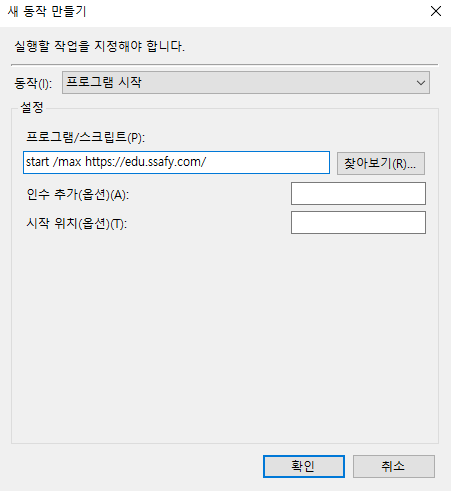 새 동작 만들기
실행할 작업을 지정해야 합니다.
동작(I): 프로그램 시작
설정
프로그램/스크립트(P):
start /max https://edu.ssafy.com/ 찾아보기(R)...
인수 추가(옵션)(A):
시작 위치(옵션)(T):
확인 취소